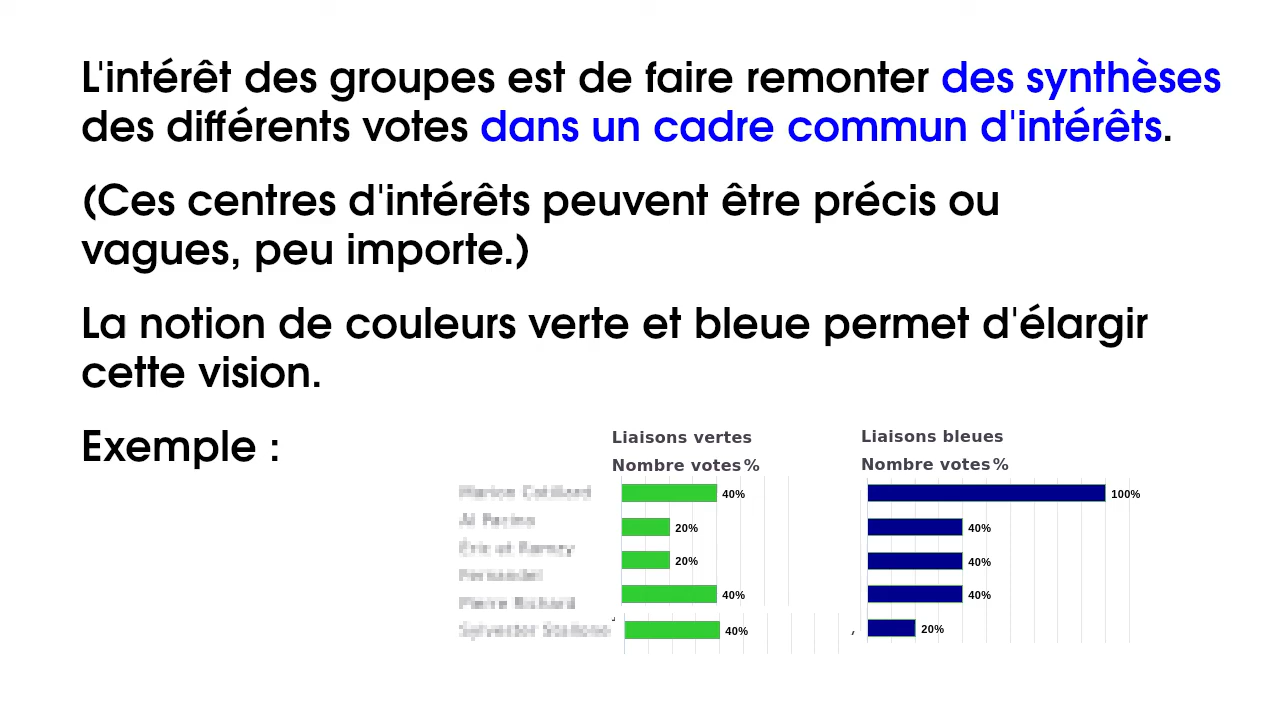 L'intérêt des groupes est de faire remonter des synthèses
des différents votes dans un cadre commun d'intérêts.
(Ces centres d'intérêts peuvent être précis ou
vagues, peu importe.)
La notion de couleurs verte et bleue permet d'élargir
cette vision.
Exemple :
Liaisons vertes
Nombre votes %
40%
20%
20%
40%
40%
Liaisons bleues
Nombre votes %
100%
40%
40%
40%
20%